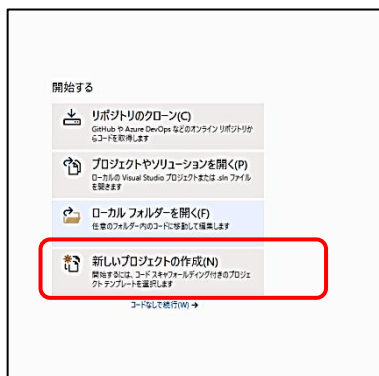 開始する
リポジトリのクローン(C)
GitHub や Azure DevOps などのオンライン リポジトリか
らコードを取得します
プロジェクトやソリューションを開く(P)
ローカルの Visual Studio プロジェクトまたは .sln ファイル
を開きます
ローカル フォルダーを開く(F)
任意のフォルダー内のコードに移動して編集します
新しいプロジェクトの作成(N)
開始するには、コード スキャフォールディング付きのプロジェ
クト テンプレートを選択します
コードなしで続行(W) →